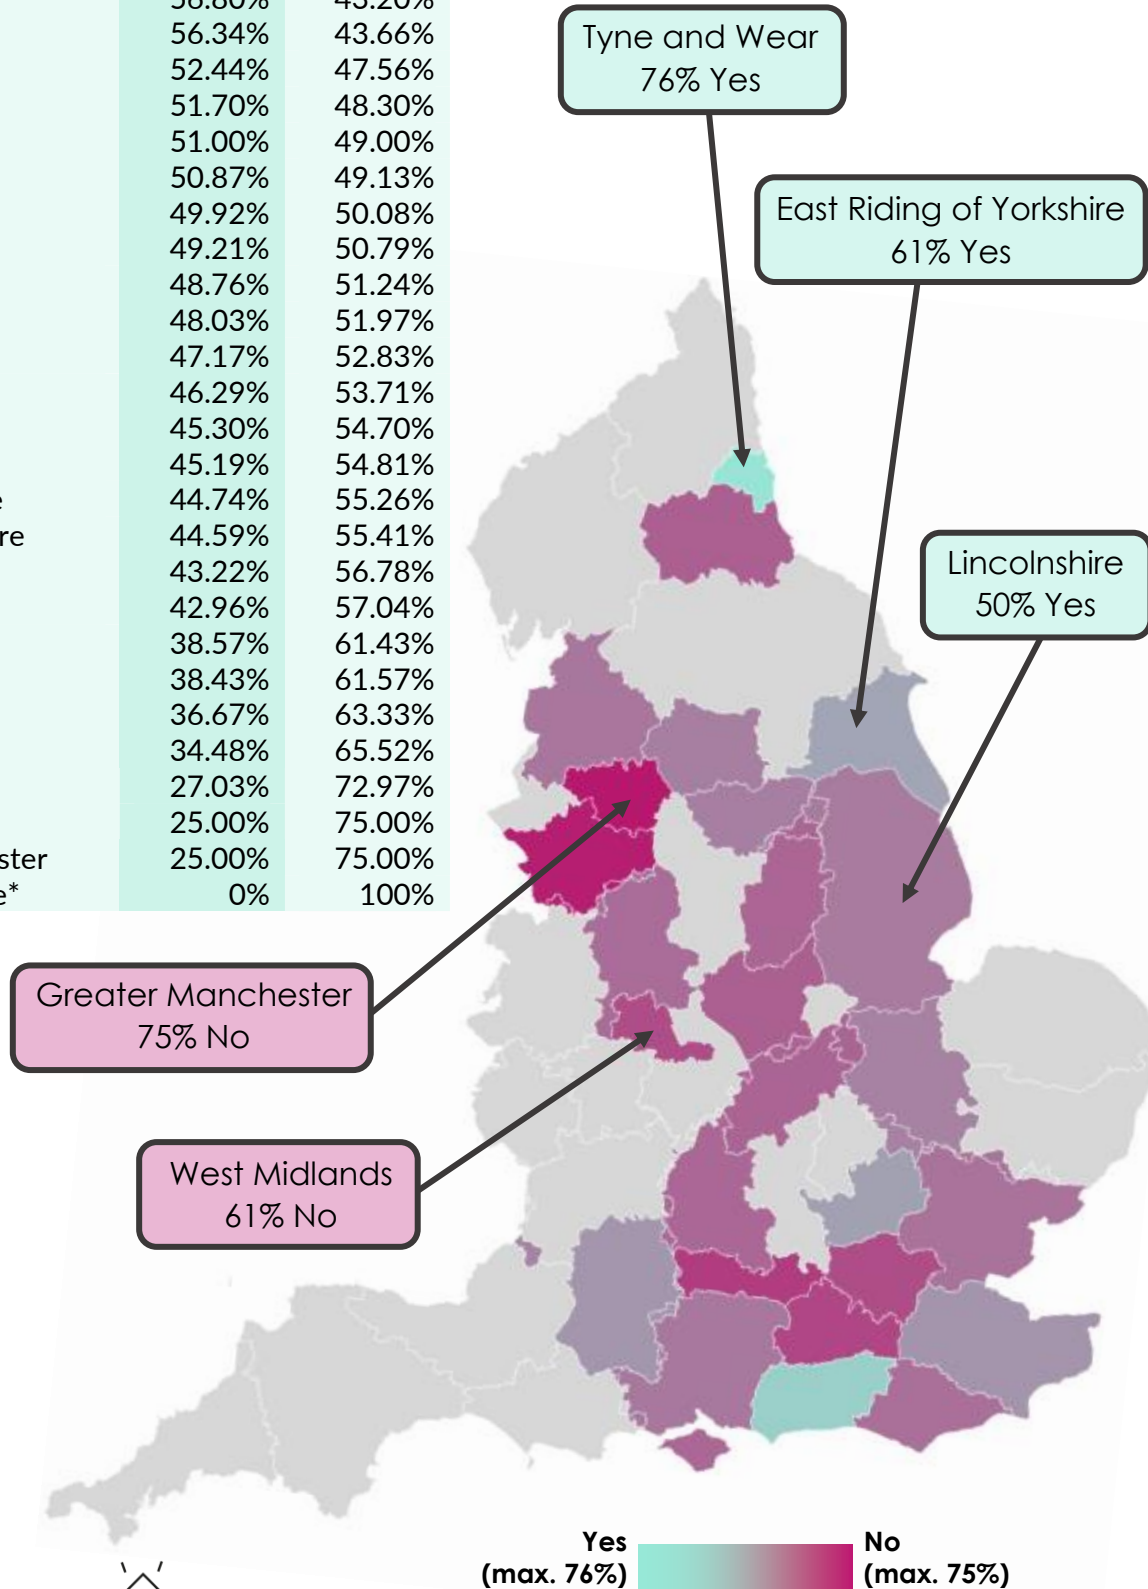 56.80% 43.20%
56.34% 43.66%
52.44% 47.56%
51.70% 48.30%
51.00% 49.00%
50.87% 49.13%
49.92% 50.08%
49.21% 50.79%
48.76% 51.24%
48.03% 51.97%
47.17% 52.83%
46.29% 53.71%
45.30% 54.70%
45.19% 54.81%
e 44.74% 55.26%
re 44.59% 55.41%
43.22% 56.78%
42.96% 57.04%
38.57% 61.43%
38.43% 61.57%
36.67% 63.33%
34.48% 65.52%
27.03% 72.97%
25.00% 75.00%
ster 25.00% 75.00%
e* 0% 100%
Tyne and Wear
76% Yes
East Riding of Yorkshire
61% Yes
Lincolnshire
50% Yes
Greater Manchester
75% No
West Midlands
61% No
Yes
(max. 76%)
No
(max. 75%)